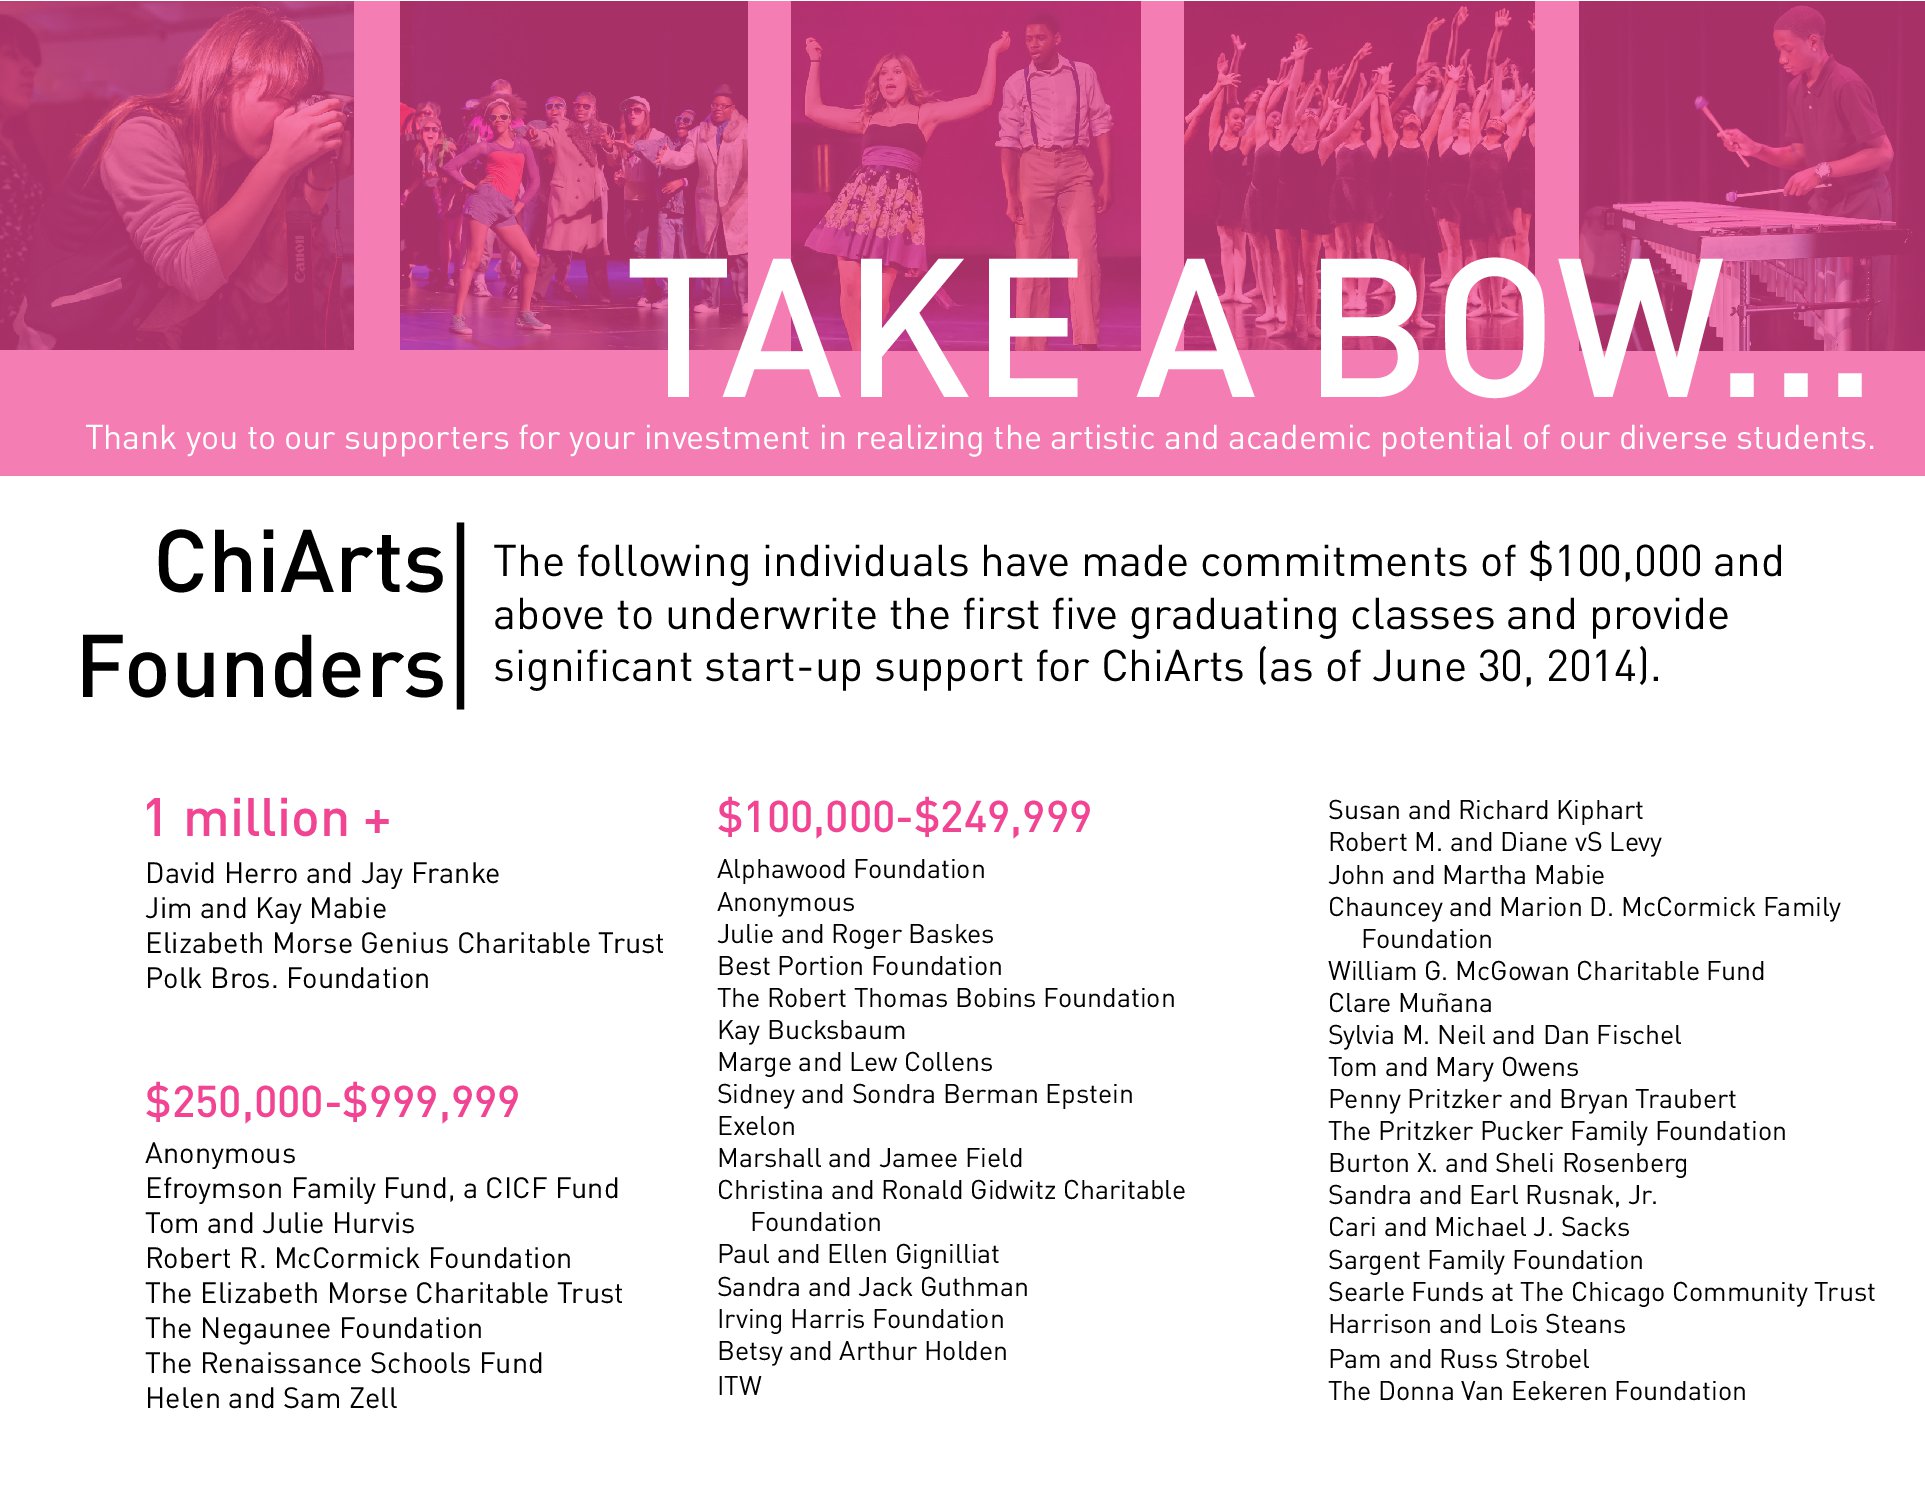 Canon
TAKE A BOW...
Thank you to our supporters for your investment in realizing the artistic and academic potential of our diverse students.
ChiArts
Founders
The following individuals have made commitments of $100,000 and
above to underwrite the first five graduating classes and provide
significant start-up support for ChiArts (as of June 30, 2014).
1 million +
David Herro and Jay Franke
Jim and Kay Mabie
Elizabeth Morse Genius Charitable Trust
Polk Bros. Foundation
$250,000-$999,999
Anonymous
Efroymson Family Fund, a CICF Fund
Tom and Julie Hurvis
Robert R. McCormick Foundation
The Elizabeth Morse Charitable Trust
The Negaunee Foundation
The Renaissance Schools Fund
Helen and Sam Zell
$100,000-$249,999
Alphawood Foundation
Anonymous
Julie and Roger Baskes
Best Portion Foundation
The Robert Thomas Bobins Foundation
Kay Bucksbaum
Marge and Lew Collens
Sidney and Sondra Berman Epstein
Exelon
Marshall and Jamee Field
Christina and Ronald Gidwitz Charitable
Foundation
Paul and Ellen Gignilliat
Sandra and Jack Guthman
Irving Harris Foundation
Betsy and Arthur Holden
ITW
Susan and Richard Kiphart
Robert M. and Diane vS Levy
John and Martha Mabie
Chauncey and Marion D. McCormick Family
Foundation
William G. McGowan Charitable Fund
Clare Muñana
Sylvia M. Neil and Dan Fischel
Tom and Mary Owens
Penny Pritzker and Bryan Traubert
The Pritzker Pucker Family Foundation
Burton X. and Sheli Rosenberg
Sandra and Earl Rusnak, Jr.
Cari and Michael J. Sacks
Sargent Family Foundation
Searle Funds at The Chicago Community Trust
Harrison and Lois Steans
Pam and Russ Strobel
The Donna Van Eekeren Foundation